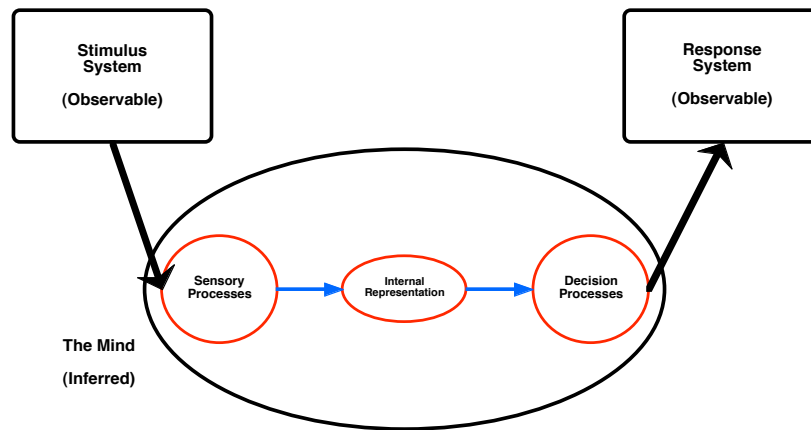 Stimulus
System
(Observable)
Response
System
(Observable)
Sensory
Processes
Internal
Representation
Decision
Processes
The Mind
(Inferred)